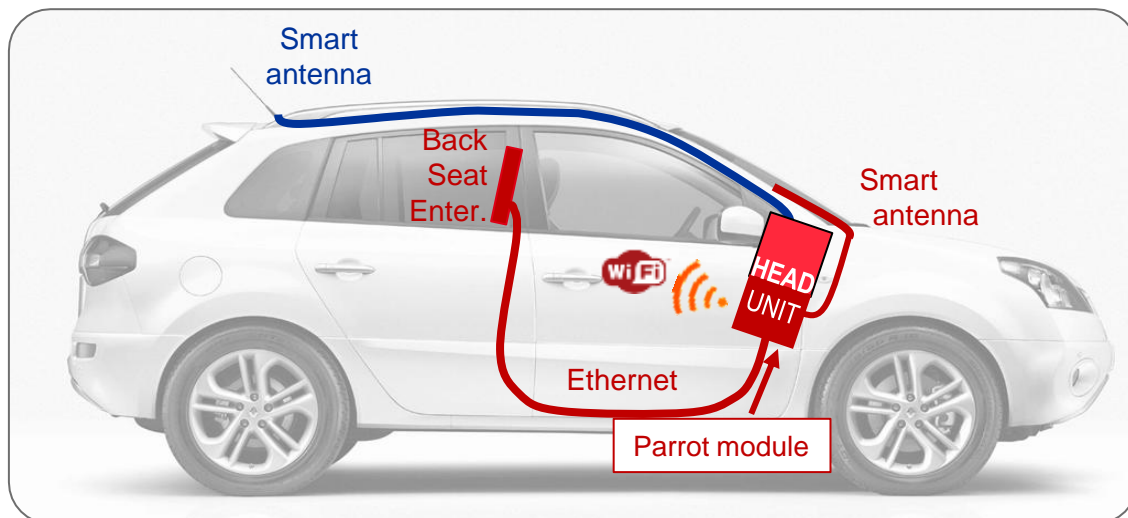 Smart
antenna
Back
Seat
Enter.
Smart
antenna
WiFi
HEAD
UNIT
Ethernet
Parrot module